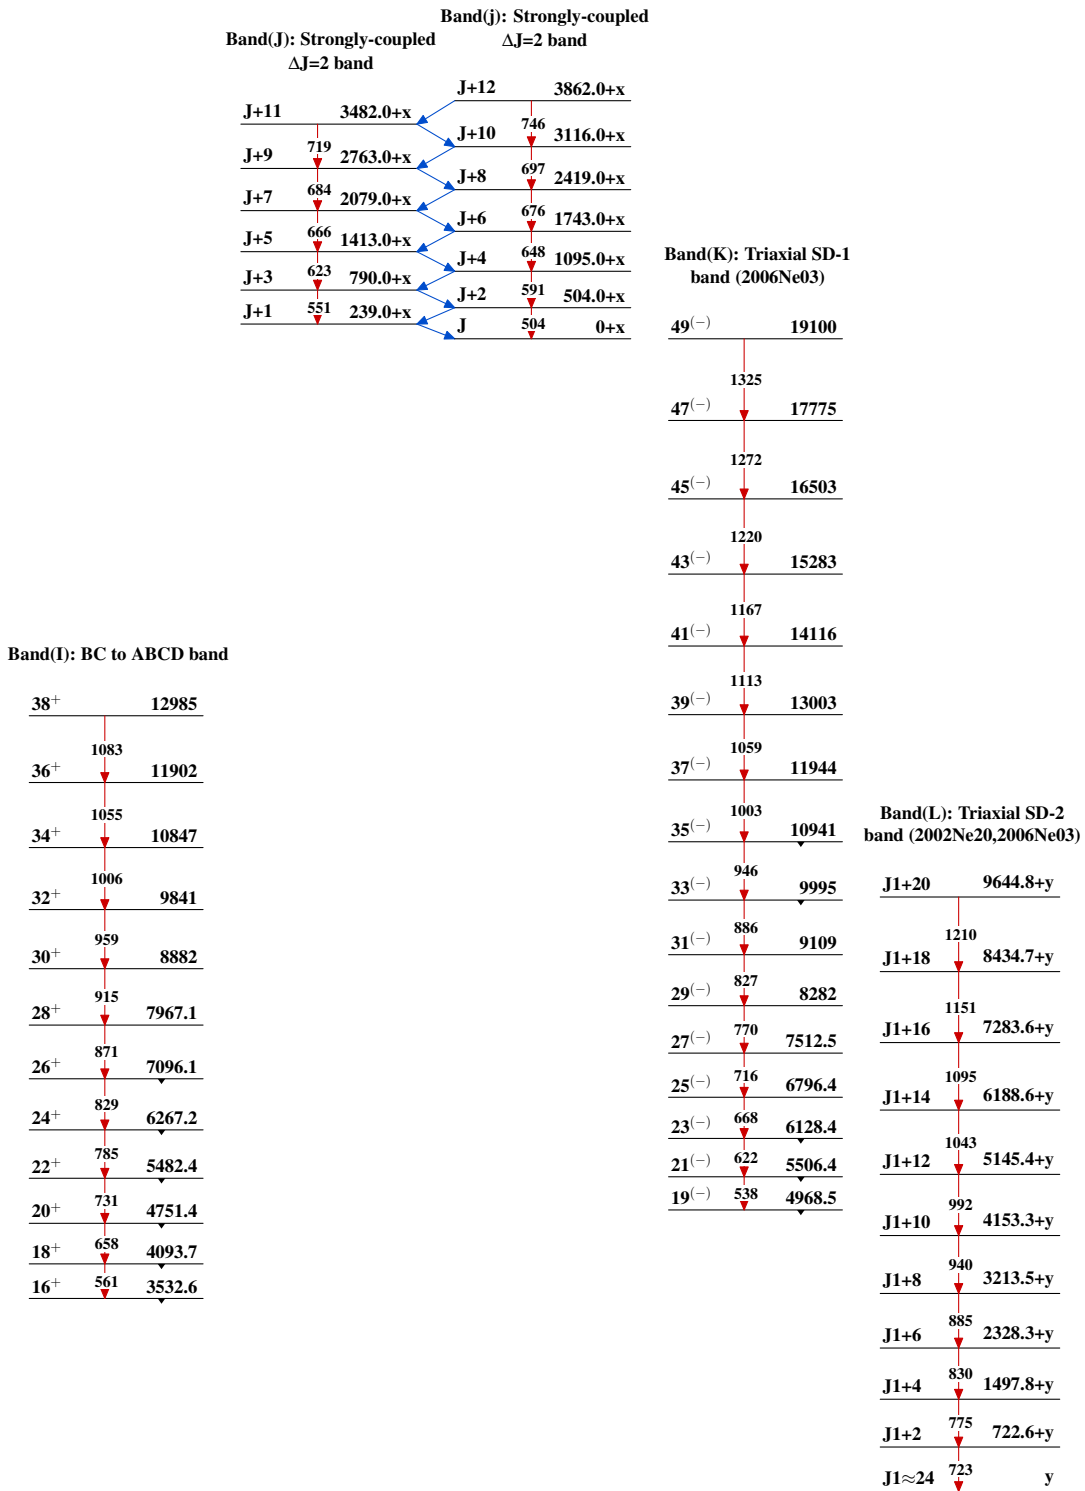 Band(J): Strongly-coupled
ΔJ=2 band
J+11 3482.0+x
719
J+9 2763.0+x
684
J+7 2079.0+x
666
J+5 1413.0+x
623
J+3 790.0+x
551
J+1 239.0+x
Band(j): Strongly-coupled
ΔJ=2 band
J+12 3862.0+x
746
J+10 3116.0+x
697
J+8 2419.0+x
676
J+6 1743.0+x
648
J+4 1095.0+x
591
J+2 504.0+x
504
J 0+x
Band(K): Triaxial SD-1
band (2006Ne03)
49(−) 19100
1325
47(−) 17775
1272
45(−) 16503
1220
43(−) 15283
1167
41(−) 14116
1113
39(−) 13003
1059
37(−) 11944
1003
35(−) 10941
946
33(−) 9995
886
31(−) 9109
827
29(−) 8282
770
27(−) 7512.5
716
25(−) 6796.4
668
23(−) 6128.4
622
21(−) 5506.4
538
19(−) 4968.5
Band(I): BC to ABCD band
38+ 12985
1083
36+ 11902
1055
34+ 10847
1006
32+ 9841
959
30+ 8882
915
28+ 7967.1
871
26+ 7096.1
829
24+ 6267.2
785
22+ 5482.4
731
20+ 4751.4
658
18+ 4093.7
561
16+ 3532.6
Band(L): Triaxial SD-2
band (2002Ne20,2006Ne03)
J1+20 9644.8+y
1210
J1+18 8434.7+y
1151
J1+16 7283.6+y
1095
J1+14 6188.6+y
1043
J1+12 5145.4+y
992
J1+10 4153.3+y
940
J1+8 3213.5+y
885
J1+6 2328.3+y
830
J1+4 1497.8+y
775
J1+2 722.6+y
723
J1≈24 y